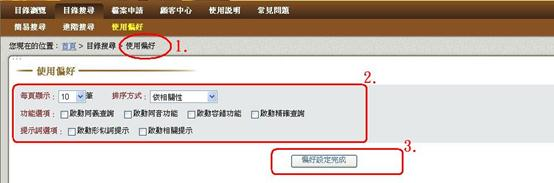 目錄瀏覽 目錄搜尋 檔案申請 顧客中心 使用說明 常見問題
簡易搜尋 進階搜尋 使用偏好
您現在的位置： 首頁 > 目錄搜尋 > 使用偏好 1.
使用偏好
2.
每頁顯示： 10 筆 排序方式： 依相關性
功能選項： 啟動同義查詢 啟動同音功能 啟動容錯功能 啟動精確查詢
提示詞選項： 啟動形似詞提示 啟動相關提示
3.
偏好設定完成